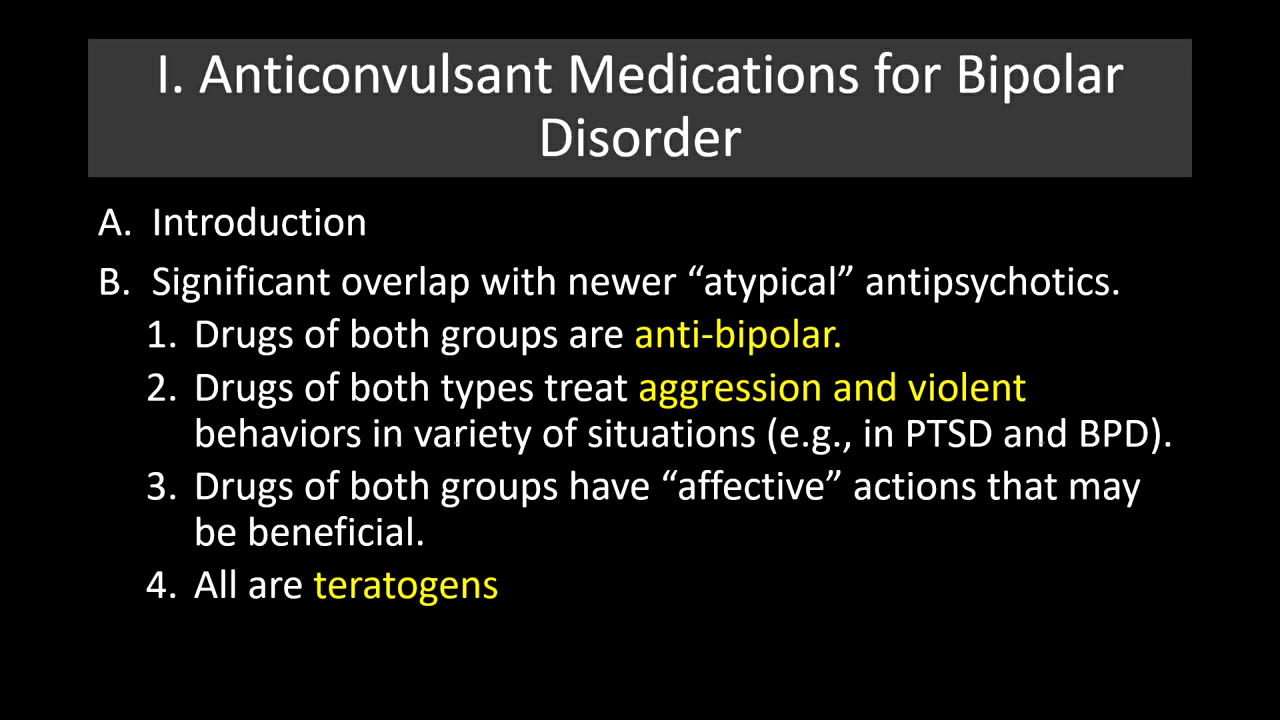 I. Anticonvulsant Medications for Bipolar
Disorder
A. Introduction
B. Significant overlap with newer “atypical” antipsychotics.
1. Drugs of both groups are anti-bipolar.
2. Drugs of both types treat aggression and violent
behaviors in variety of situations (e.g., in PTSD and BPD).
3. Drugs of both groups have “affective” actions that may
be beneficial.
4. All are teratogens